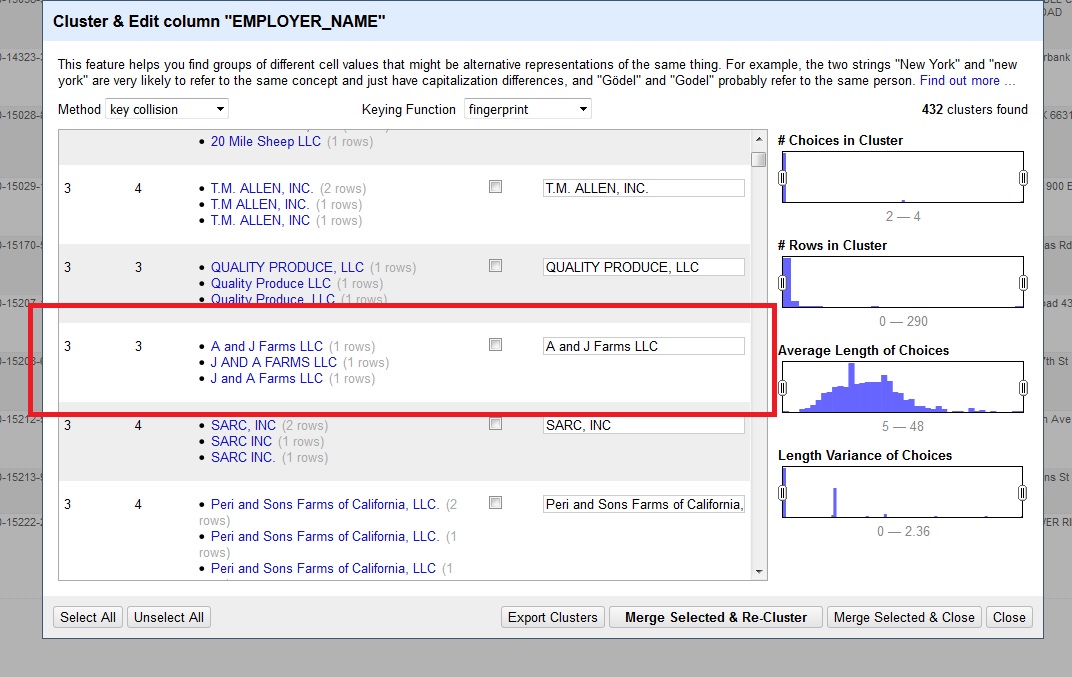 Cluster & Edit column "EMPLOYER_NAME"
This feature helps you find groups of different cell values that might be alternative representations of the same thing. For example, the two strings "New York" and "new
york" are very likely to refer to the same concept and just have capitalization differences, and "Gödel" and "Godel" probably refer to the same person. Find out more ...
Method key collision Keying Function fingerprint 432 clusters found
• 20 Mile Sheep LLC (1 rows)
3 4 • T.M. ALLEN, INC. (2 rows) T.M. ALLEN, INC.
• T.M ALLEN, INC. (1 rows)
• T.M. ALLEN, INC (1 rows)
3 3 • QUALITY PRODUCE, LLC (1 rows) QUALITY PRODUCE, LLC
• Quality Produce LLC (1 rows)
• Quality Produce, LLC (1 rows)
3 3 • A and J Farms LLC (1 rows) A and J Farms LLC
• J AND A FARMS LLC (1 rows)
• J and A Farms LLC (1 rows)
3 4 • SARC, INC (2 rows) SARC, INC
• SARC INC (1 rows)
• SARC INC. (1 rows)
3 4 • Peri and Sons Farms of California, LLC. (2 Peri and Sons Farms of California,
rows)
• Peri and Sons Farms of California, LLC. (1
rows)
• Peri and Sons Farms of California, LLC (1
# Choices in Cluster
2 — 4
# Rows in Cluster
0 — 290
Average Length of Choices
5 — 48
Length Variance of Choices
0 — 2.36
Select All Unselect All Export Clusters Merge Selected & Re-Cluster Merge Selected & Close Close